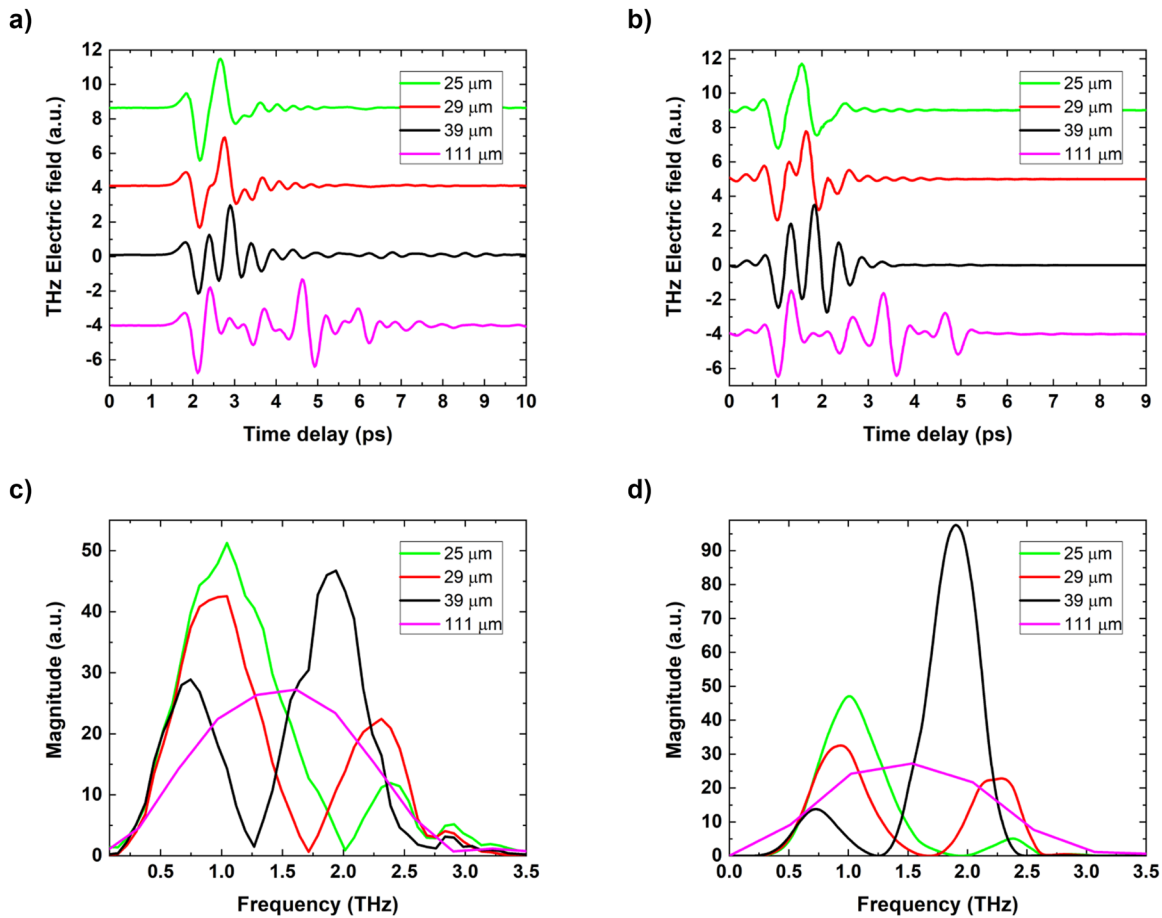 a)
12
10
8
6
4
2
0
-2
-4
-6
THz Electric field (a.u.)
25 μm
29 μm
39 μm
111 μm
0 1 2 3 4 5 6 7 8 9 10
Time delay (ps)
b)
12
10
8
6
4
2
0
-2
-4
-6
THz Electric field (a.u.)
25 μm
29 μm
39 μm
111 μm
0 1 2 3 4 5 6 7 8 9
Time delay (ps)
c)
50
40
30
20
10
0
Magnitude (a.u.)
25 μm
29 μm
39 μm
111 μm
0.5 1.0 1.5 2.0 2.5 3.0 3.5
Frequency (THz)
d)
90
80
70
60
50
40
30
20
10
0
Magnitude (a.u.)
25 μm
29 μm
39 μm
111 μm
0.0 0.5 1.0 1.5 2.0 2.5 3.0 3.5
Frequency (THz)